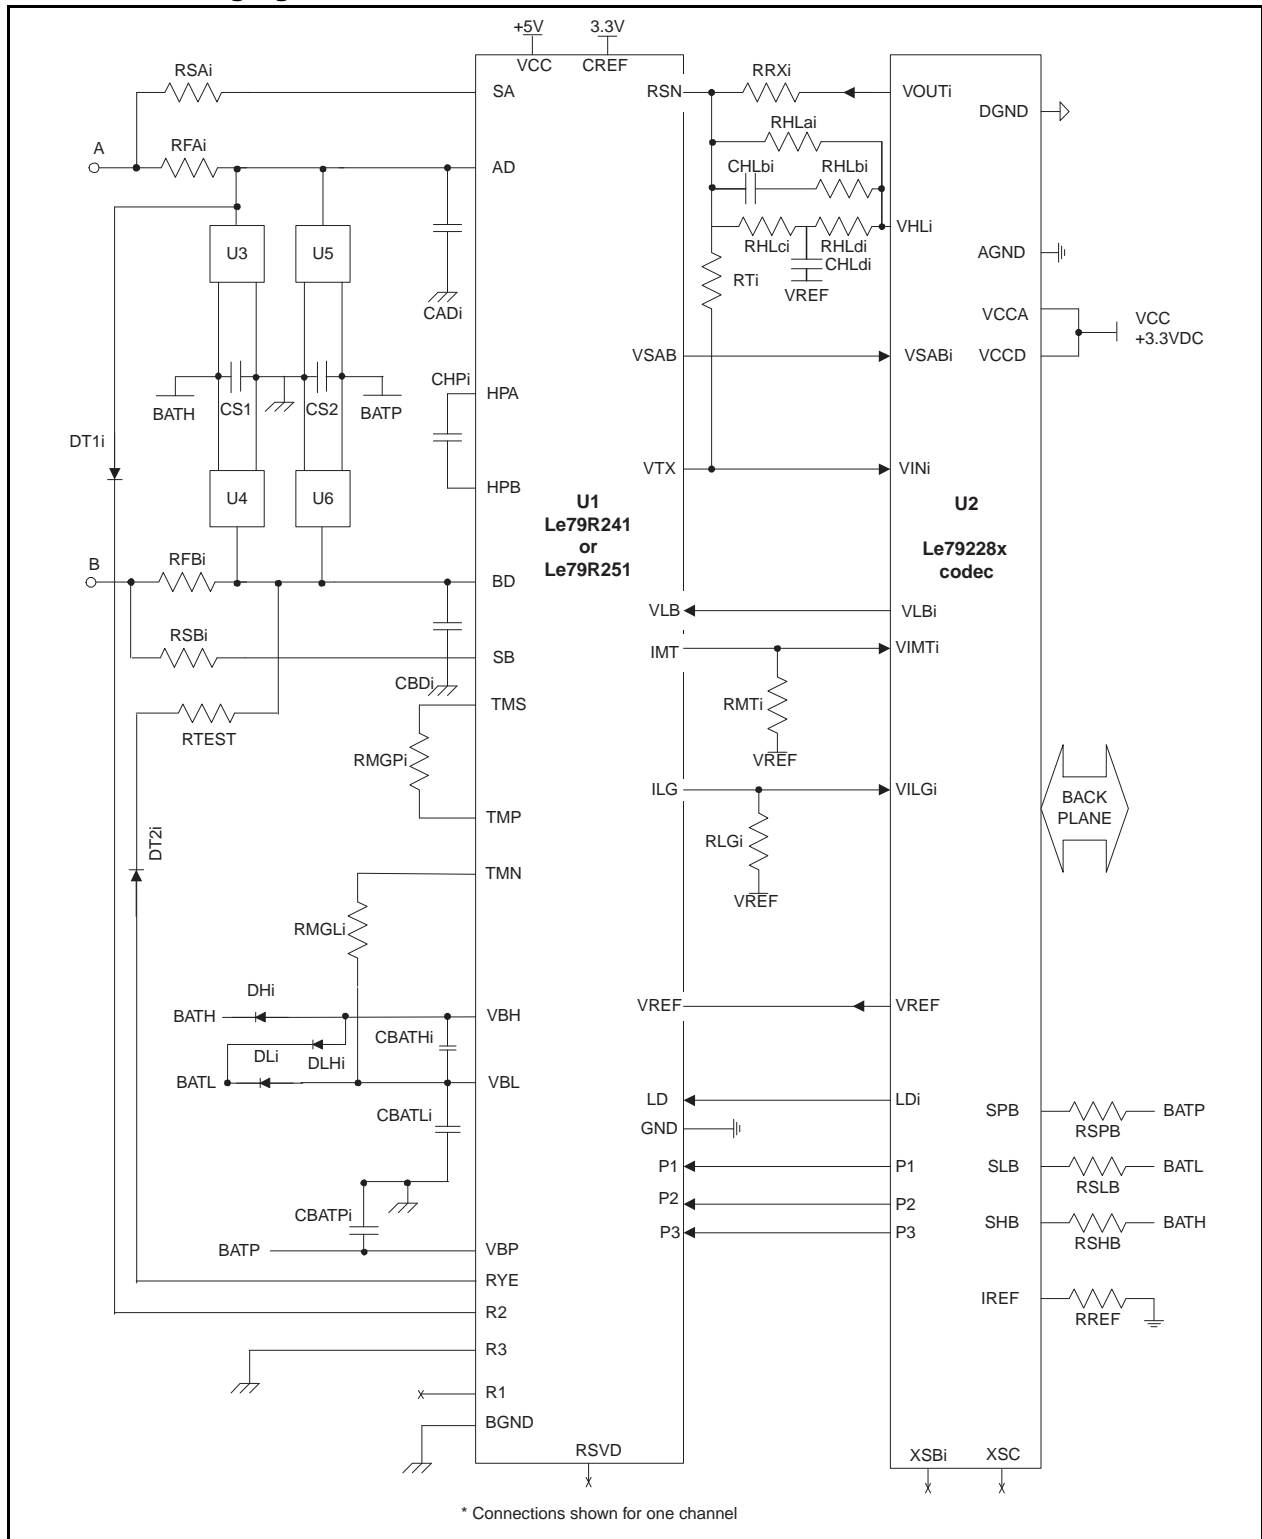 +5V
3.3V
VCC
CREF
RSAi
SA
RSN
RRXi
VOUTi
DGND
A
RFAi
AD
RHLai
CHLbi
RHLbi
VHLi
RHLci
RHLdi
CHLdi
VREF
RTi
AGND
U3
U5
CADi
VCCA
VCC
+3.3VDC
VCCD
VSAB
VSABi
CHPi
HPA
BATH
CS1
CS2
BATP
DT1i
VTX
VINi
HPB
U4
U6
U1
Le79R241
or
Le79R251
U2
Le79228x
codec
B
RFBi
BD
VLB
VLBi
RSBi
SB
IMT
VIMTi
CBDi
TMS
RTEST
RMGPi
RMTi
VREF
ILG
VILGi
BACK
PLANE
TMP
DT2i
RLGi
VREF
TMN
RMGLi
DHi
BATH
VBH
VREF
VREF
CBATHi
DLi
DLHi
BATL
VBL
CBATLi
LD
LDi
GND
SPB
RSPB
BATP
P1
P1
SLB
RSLB
BATL
P2
P2
CBATPi
P3
P3
SHB
RSHB
BATH
BATP
VBP
RYE
IREF
RREF
R2
R3
R1
BGND
RSVD
XSBi
XSC
* Connections shown for one channel